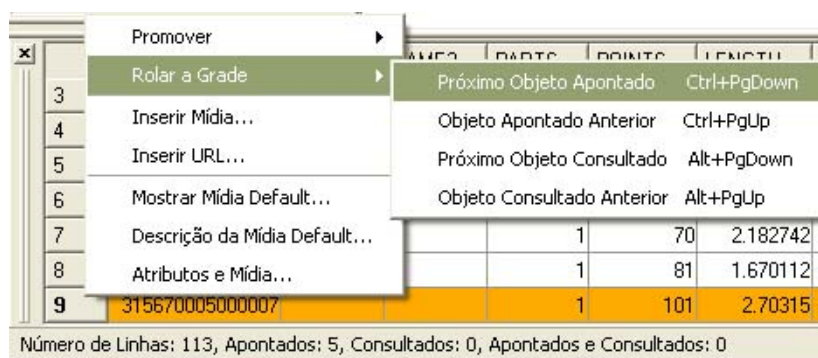 Promover
Rolar a Grade
Inserir Mídia...
Inserir URL...
Mostrar Mídia Default...
Descrição da Mídia Default...
Atributos e Mídia...
PARTS POINTS LENGTH
Próximo Objeto Apontado Ctrl+PgDown
Objeto Apontado Anterior Ctrl+PgUp
Próximo Objeto Consultado Alt+PgDown
Objeto Consultado Anterior Alt+PgUp
3
4
5
6
7 1 70 2.182742
8 1 81 1.670112
9 315670005000007 1 101 2.70315
Número de Linhas: 113, Apontados: 5, Consultados: 0, Apontados e Consultados: 0